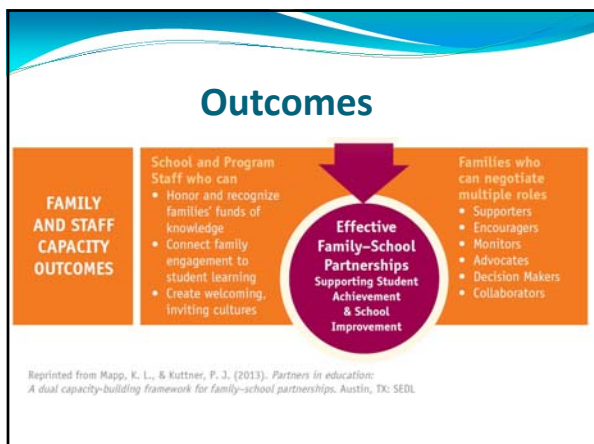 Outcomes
FAMILY
AND STAFF
CAPACITY
OUTCOMES
School and Program
Staff who can
• Honor and recognize
families' funds of
knowledge
• Connect family
engagement to
student learning
• Create welcoming,
inviting cultures
Effective
Family–School
Partnerships
Supporting Student
Achievement
& School
Improvement
Families who
can negotiate
multiple roles
• Supporters
• Encouragers
• Monitors
• Advocates
• Decision Makers
• Collaborators
Reprinted from Mapp, K. L., & Kuttner, P. J. (2013). Partners in education:
A dual capacity-building framework for family–school partnerships. Austin, TX: SEDL